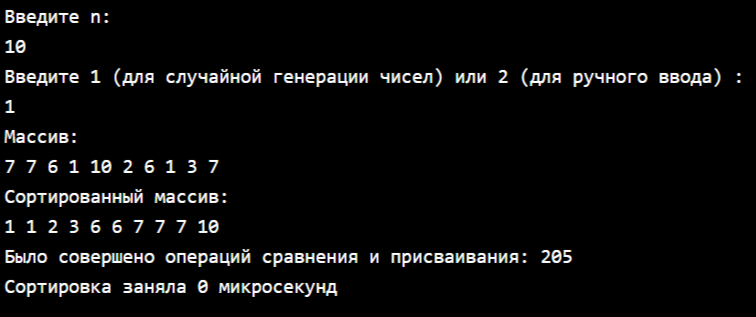 Введите n:
10
Введите 1 (для случайной генерации чисел) или 2 (для ручного ввода) :
1
Массив:
7 7 6 1 10 2 6 1 3 7
Сортированный массив:
1 1 2 3 6 6 7 7 7 10
Было совершено операций сравнения и присваивания: 205
Сортировка заняла 0 микросекунд